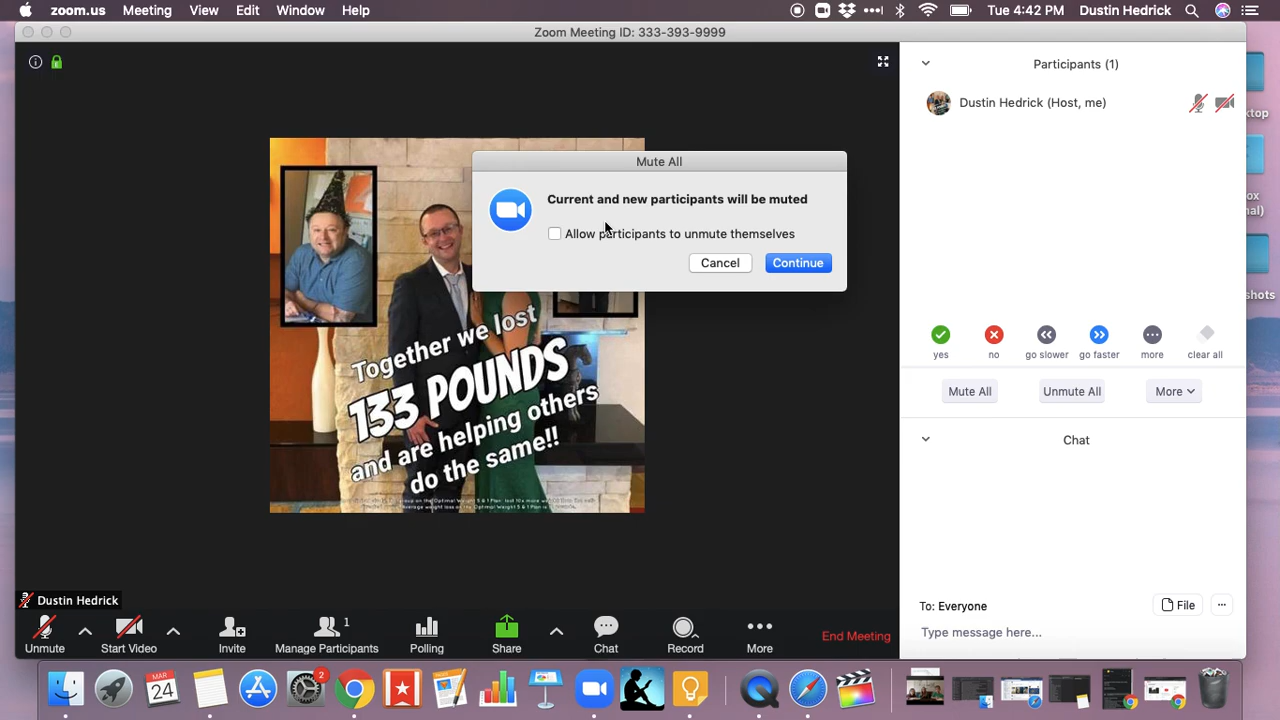 zoom.us Meeting View Edit Window Help
Tue 4:42 PM Dustin Hedrick
Zoom Meeting ID: 333-393-9999
Participants (1)
Dustin Hedrick (Host, me)
Mute All
Current and new participants will be muted
Allow participants to unmute themselves
Cancel Continue
Together we lost
133 POUNDS
and are helping others
do the same!!
yes no go slower go faster more clear all
Mute All Unmute All More
Chat
Dustin Hedrick
To: Everyone File
Type message here...
Unmute Start Video Invite Manage Participants 1 Polling Share Chat Record More End Meeting
MAR
24
2